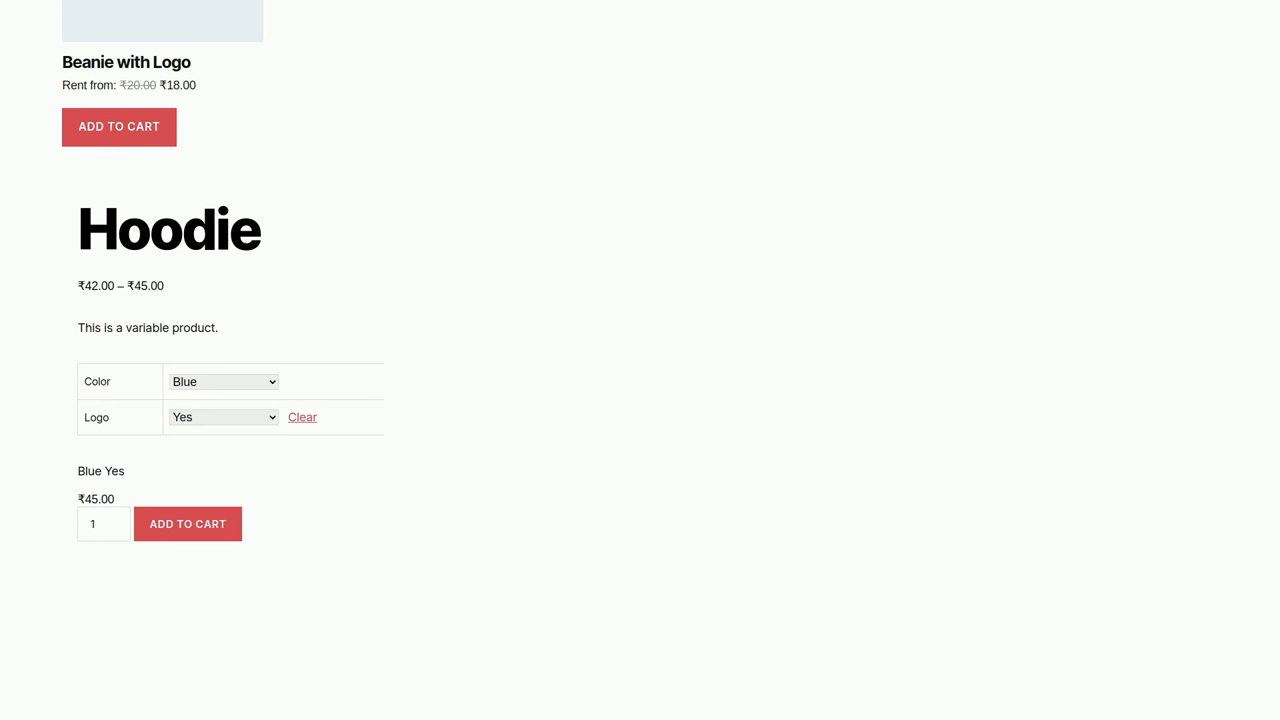 Beanie with Logo
Rent from: ₹20.00 ₹18.00
ADD TO CART
Hoodie
₹42.00 – ₹45.00
This is a variable product.
Color Blue
Logo Yes Clear
Blue Yes
₹45.00
1 ADD TO CART